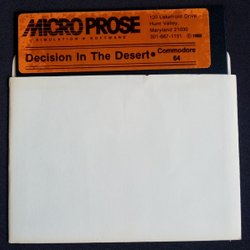 MICRO PROSE
SIMULATION • SOFTWARE
120 Lakefront Drive
Hunt Valley,
Maryland 21030
301-667-1151 © 1985
Decision In The Desert
Commodore
64